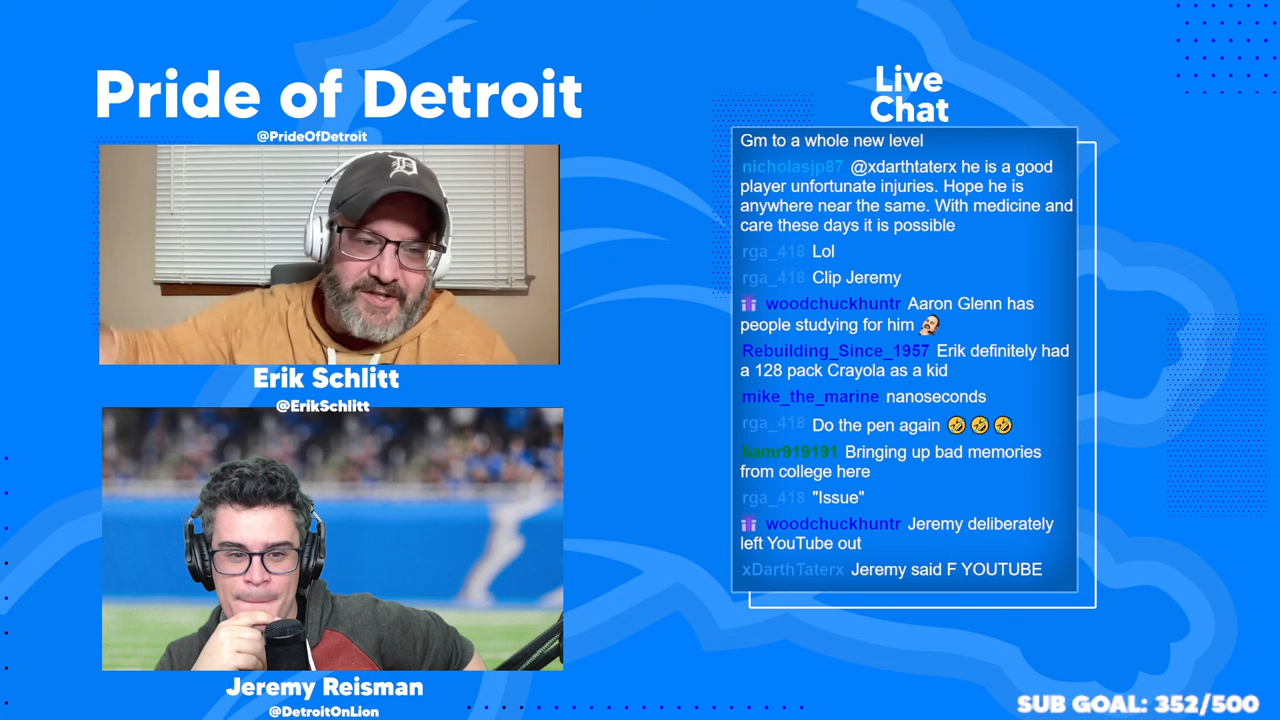 Pride of Detroit
@PrideOfDetroit
D
Erik Schlitt
@ErikSchlitt
Jeremy Reisman
@DetroitOnLion
Live
Chat
Gm to a whole new level
nicholasjp87 @xdarthtaterx he is a good
player unfortunate injuries. Hope he is
anywhere near the same. With medicine and
care these days it is possible
rga_418 Lol
rga_418 Clip Jeremy
woodchuckhuntr Aaron Glenn has
people studying for him
Rebuilding_Since_1957 Erik definitely had
a 128 pack Crayola as a kid
mike_the_marine nanoseconds
rga_418 Do the pen again 🤣 🤣 🤣
liamr919191 Bringing up bad memories
from college here
rga_418 "Issue"
woodchuckhuntr Jeremy deliberately
left YouTube out
xDarthTaterx Jeremy said F YOUTUBE
SUB GOAL: 352/500